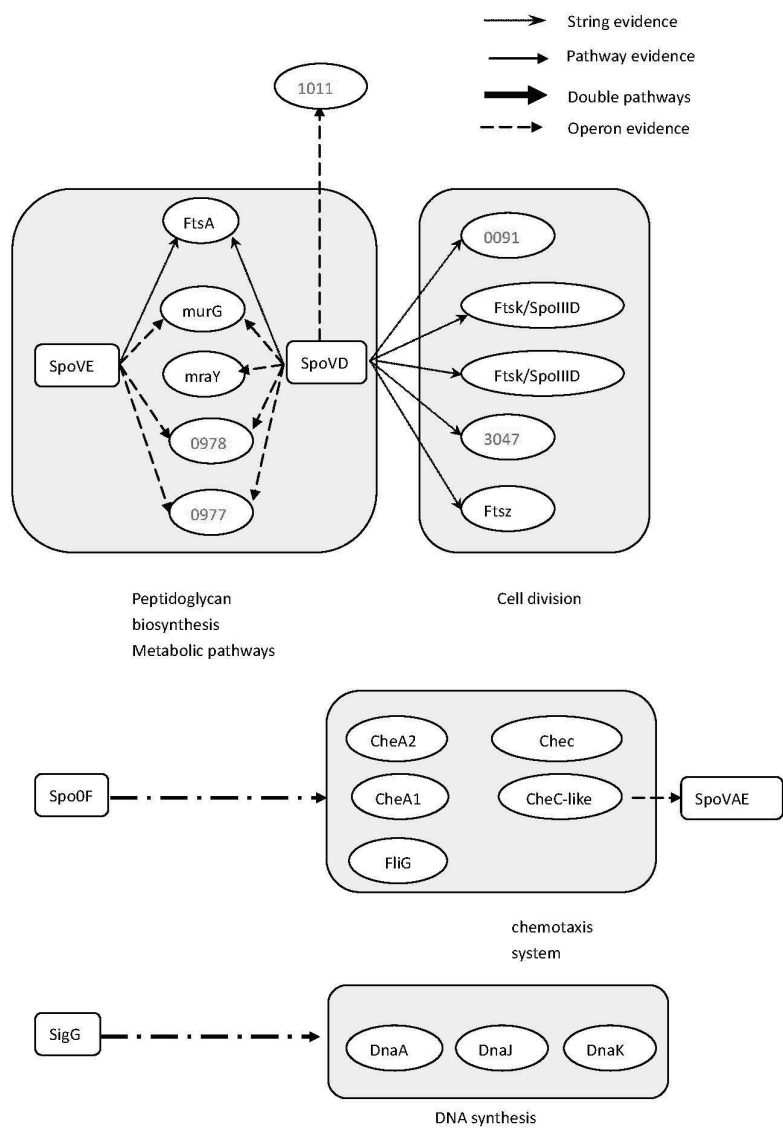 String evidence
Pathway evidence
Double pathways
Operon evidence
1011
FtsA
murG
SpoVE
SpoVD
mraY
0978
0977
0091
Ftsk/SpoIIID
Ftsk/SpoIIID
3047
Ftsz
Peptidoglycan
biosynthesis
Metabolic pathways
Cell division
CheA2
Chec
Spo0F
CheA1
CheC-like
SpoVAE
FliG
chemotaxis
system
SigG
DnaA
DnaJ
DnaK
DNA synthesis